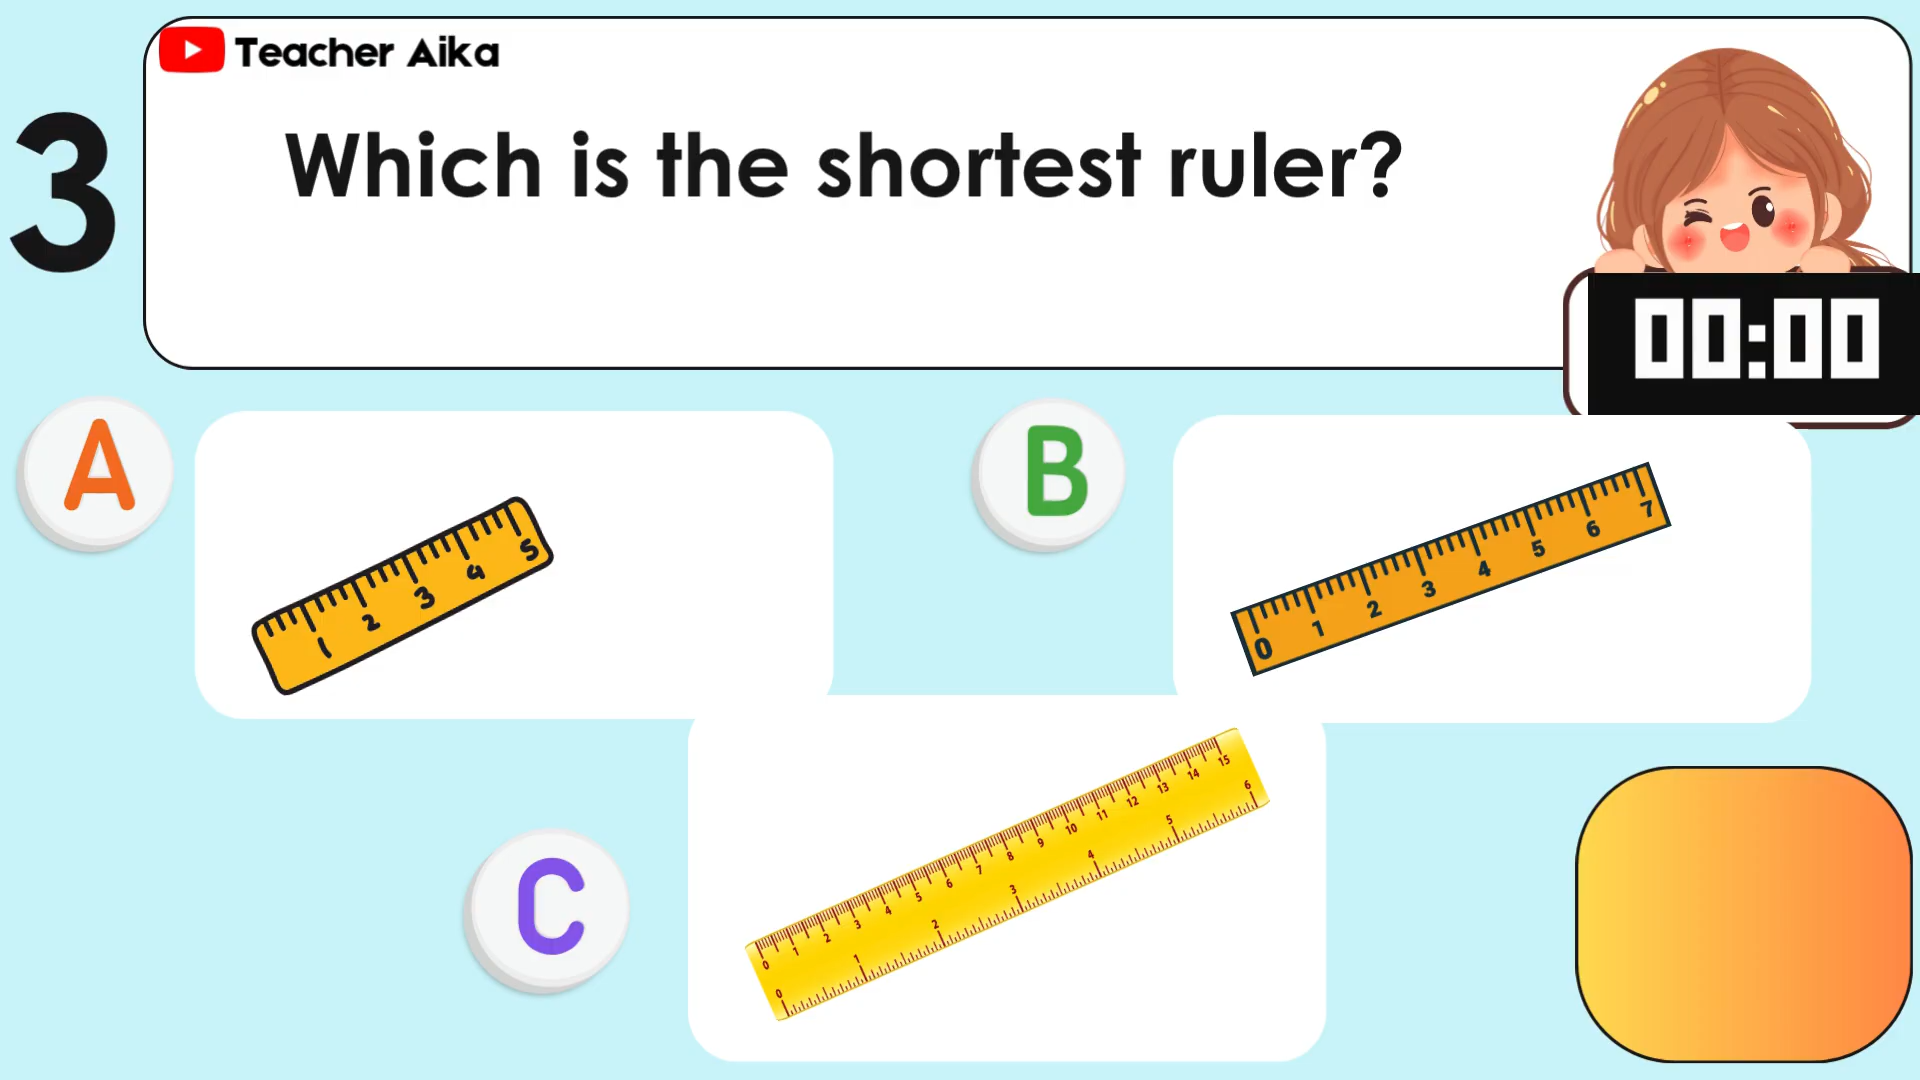 Teacher Aika
3
Which is the shortest ruler?
00:00
A
1 2 3 4 5
B
0 1 2 3 4 5 6 7
C
0 1 2 3 4 5 6 7 8 9 10 11 12 13 14 15
0 1 2 3 4 5 6